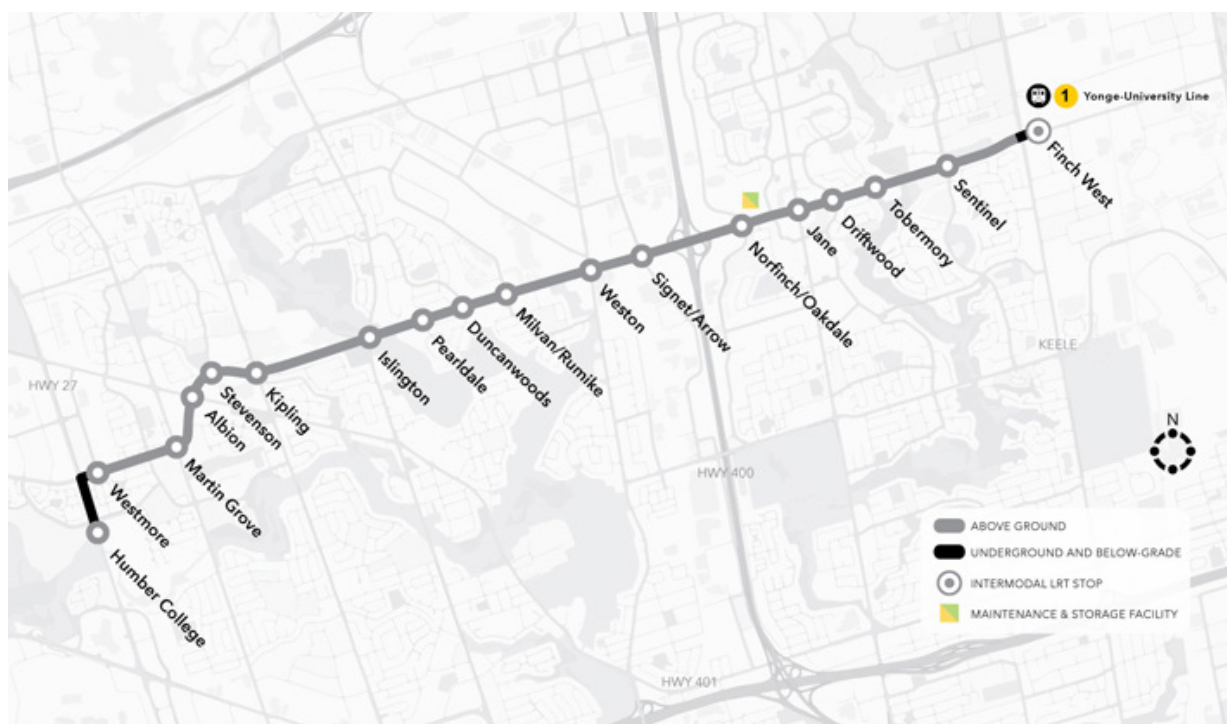 1 Yonge-University Line
Finch West
Sentinel
Tobermory
Driftwood
Jane
Norfinch/Oakdale
Signet/Arrow
Weston
Milvan/Rumike
Duncanwoods
Pearldale
Islington
Kipling
Stevenson
Albion
Martin Grove
Westmore
Humber College
HWY 27
KEELE
HWY 400
HWY 401
N
ABOVE GROUND
UNDERGROUND AND BELOW-GRADE
INTERMODAL LRT STOP
MAINTENANCE & STORAGE FACILITY